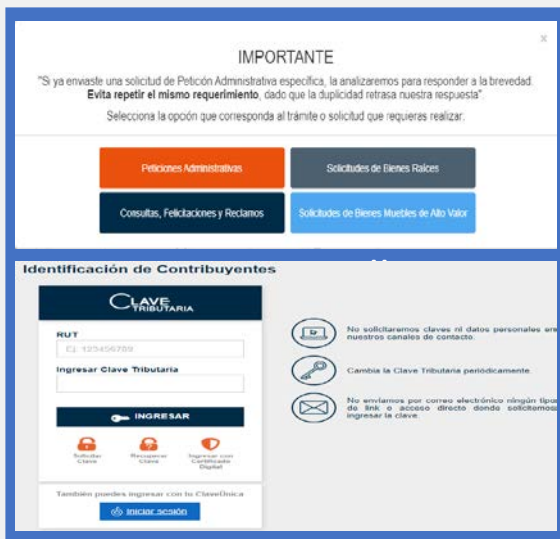 ×
IMPORTANTE
"Si ya enviaste una solicitud de Petición Administrativa específica, la analizaremos para responder a la brevedad.
Evita repetir el mismo requerimiento, dado que la duplicidad retrasa nuestra respuesta".
Selecciona la opción que corresponda al trámite o solicitud que requieras realizar.
Peticiones Administrativas
Solicitudes de Bienes Raíces
Consultas, Felicitaciones y Reclamos
Solicitudes de Bienes Muebles de Alto Valor
Identificación de Contribuyentes
CLAVE
TRIBUTARIA
RUT
Ej: 123456789
Ingresar Clave Tributaria
INGRESAR
Solicitar
Clave
Recuperar
Clave
Ingresar con
Certificado
Digital
También puedes ingresar con tu ClaveÚnica
Iniciar sesión
No solicitaremos claves ni datos personales en
nuestros canales de contacto.
Cambia la Clave Tributaria periódicamente.
No enviamos por correo electrónico ningún tipo
de link o acceso directo donde solicitemos
ingresar la clave.